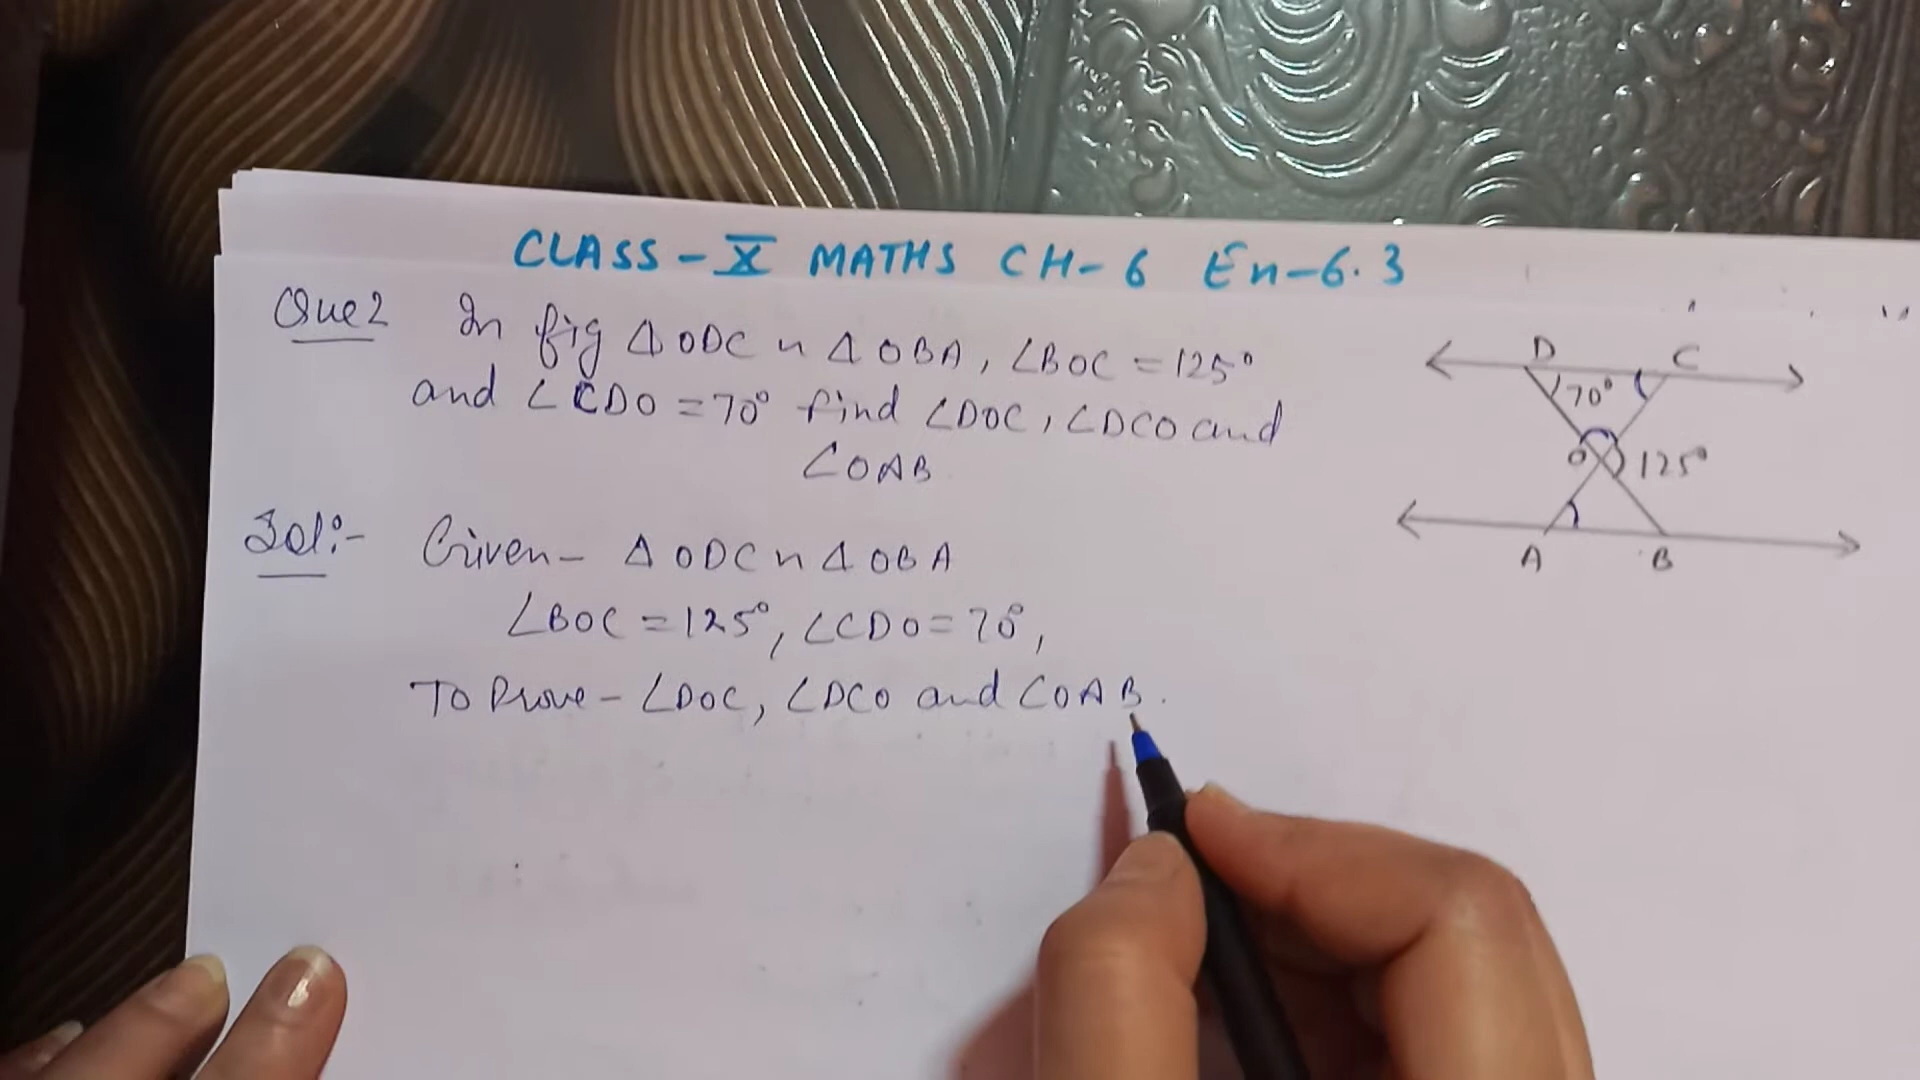 CLASS-X MATHS CH-6 Ex-6.3
Que2 In fig ΔODC ~ ΔOBA, ∠BOC = 125°
and ∠CDO = 70° find ∠DOC, ∠DCO and
∠OAB
Sol:- Given- ΔODC ~ ΔOBA
∠BOC = 125°, ∠CDO = 70°,
To Prove - ∠DOC, ∠DCO and ∠OAB.
D C
70°
O 125°
A B